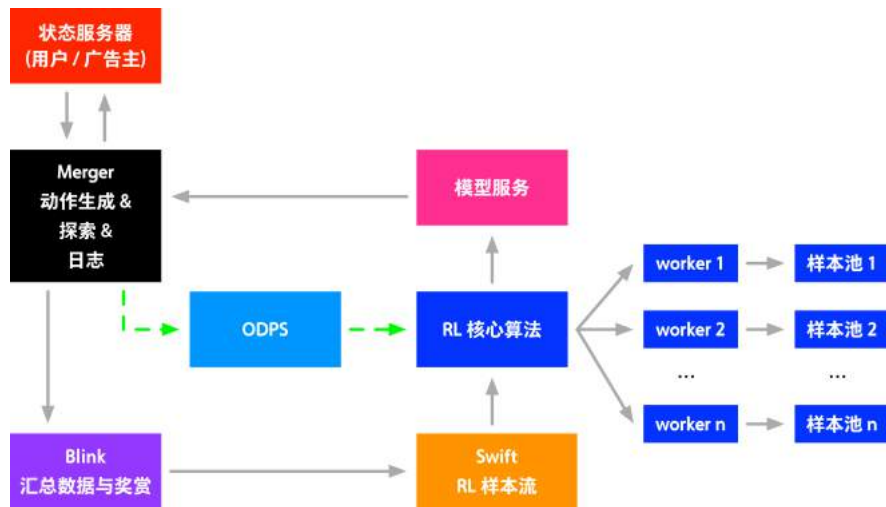 状态服务器
(用户 / 广告主)
Merger
动作生成 &
探索 &
日志
模型服务
worker 1
样本池 1
ODPS
RL 核心算法
worker 2
样本池 2
...
...
worker n
样本池 n
Blink
汇总数据与奖赏
Swift
RL 样本流